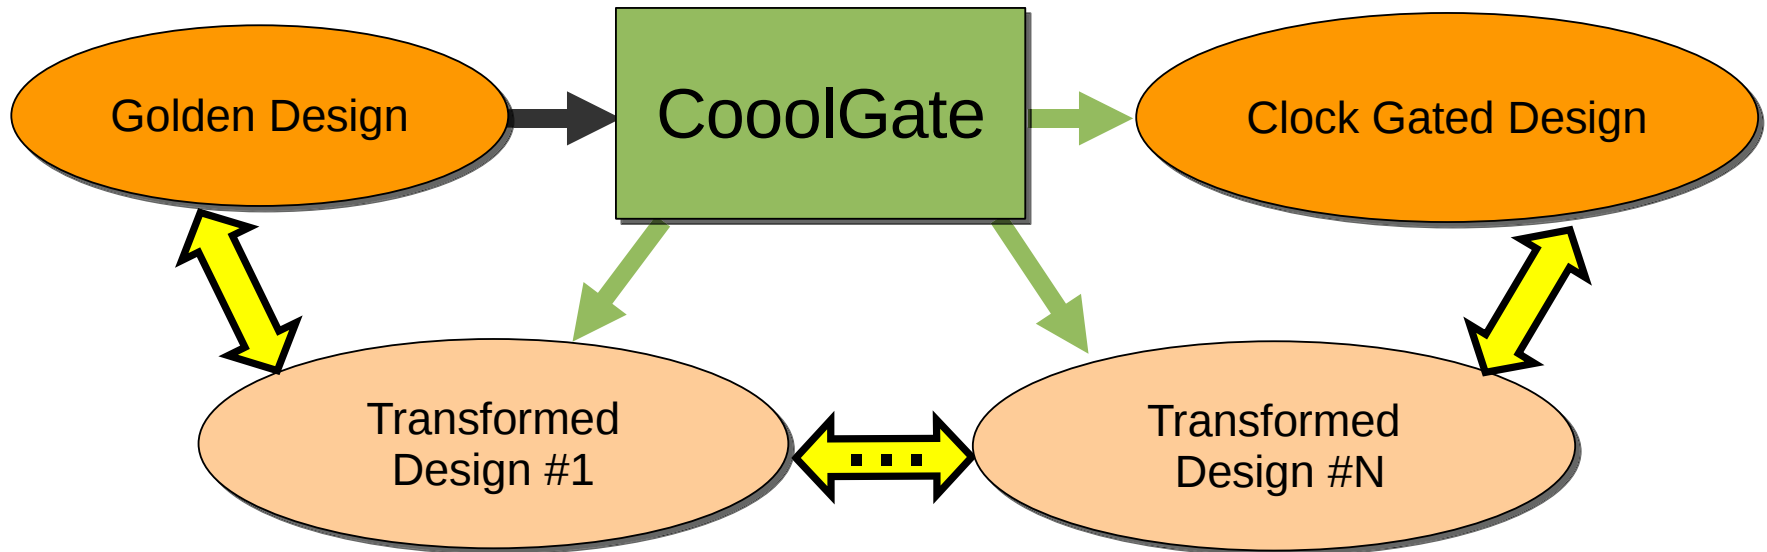 Golden Design
CooolGate
Clock Gated Design
Transformed
Design #1
...
Transformed
Design #N